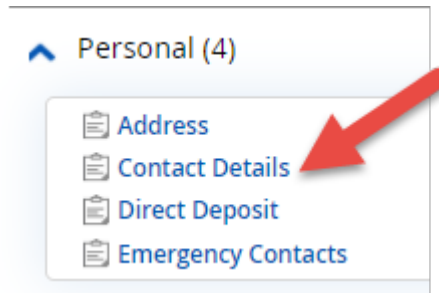 Personal (4)
Address
Contact Details
Direct Deposit
Emergency Contacts